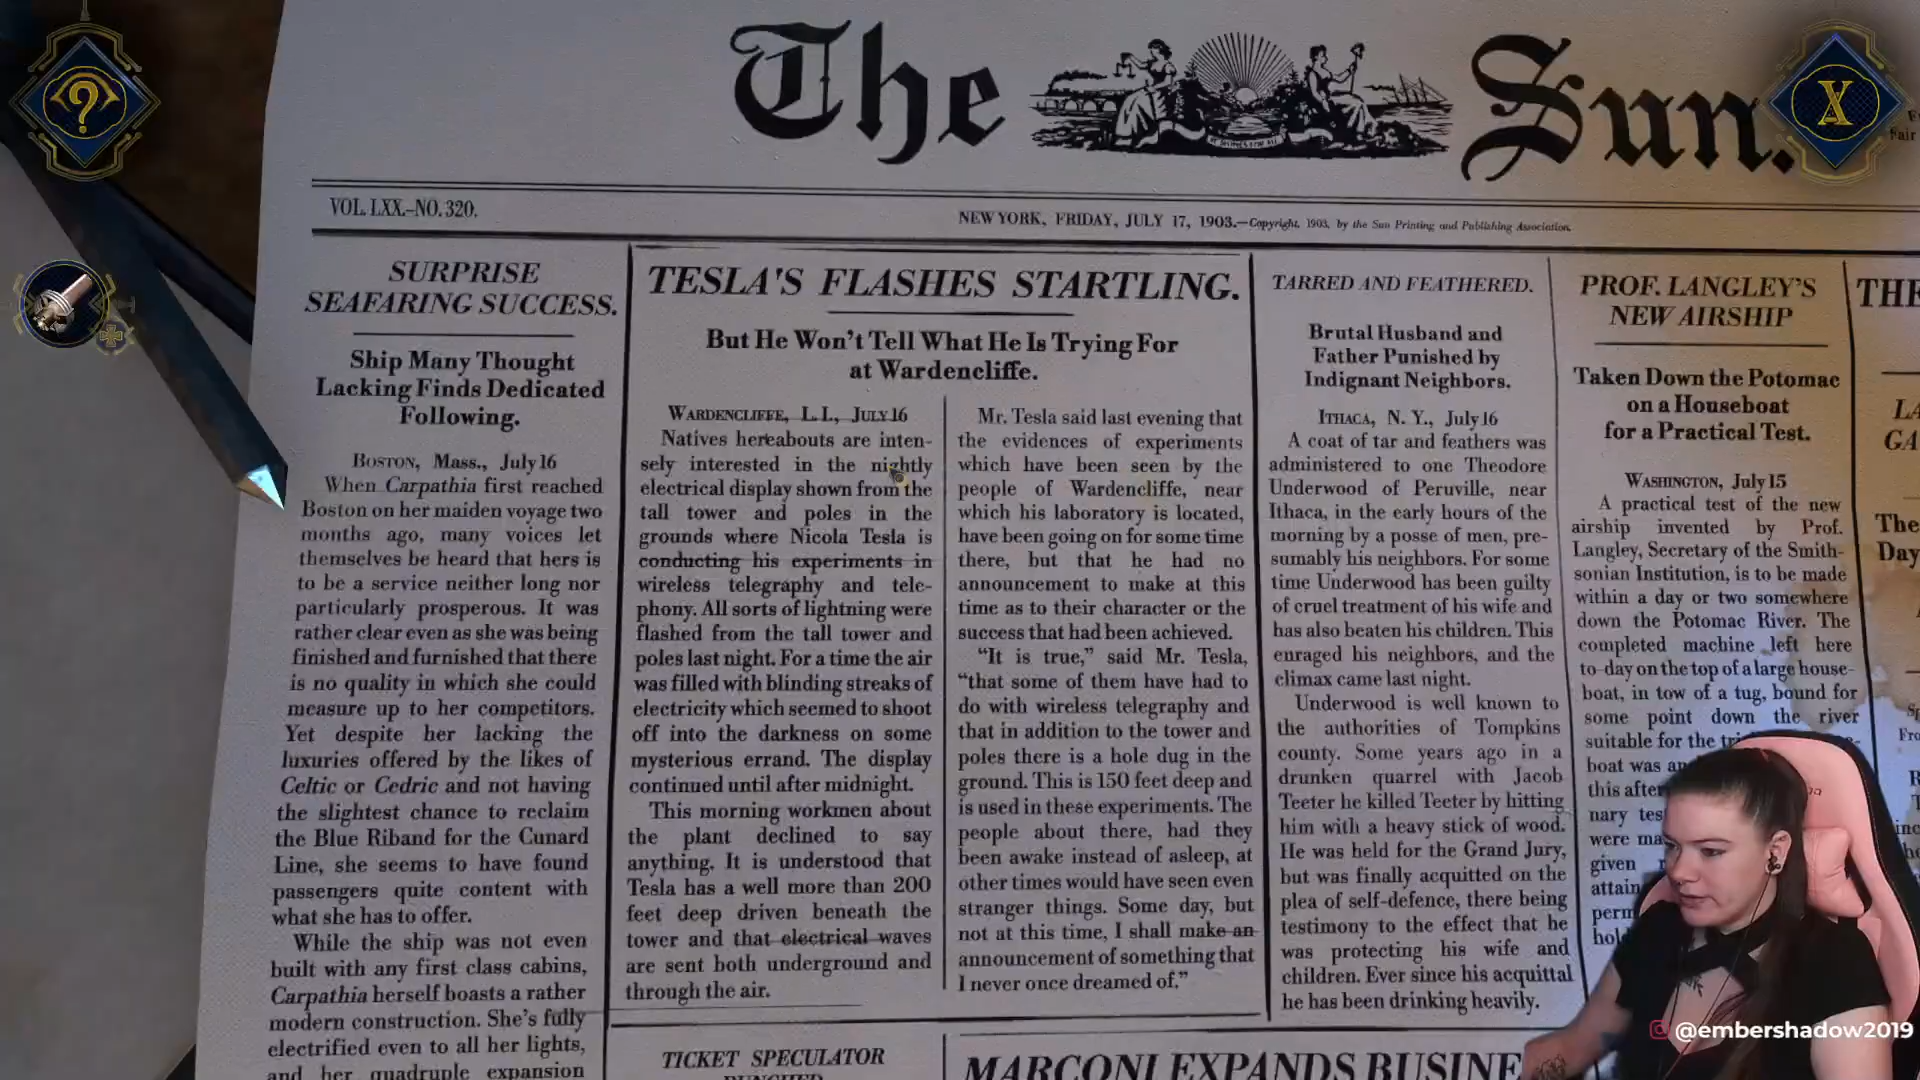 The Sun.
VOL. LXX.-NO. 320.
NEW YORK, FRIDAY, JULY 17, 1903.—Copyright, 1903, by the Sun Printing and Publishing Association.
SURPRISE
SEAFARING SUCCESS.
Ship Many Thought
Lacking Finds Dedicated
Following.
BOSTON, Mass., July 16
When Carpathia first reached
Boston on her maiden voyage two
months ago, many voices let
themselves be heard that hers is
to be a service neither long nor
particularly prosperous. It was
rather clear even as she was being
finished and furnished that there
is no quality in which she could
measure up to her competitors.
Yet despite her lacking the
luxuries offered by the likes of
Celtic or Cedric and not having
the slightest chance to reclaim
the Blue Riband for the Cunard
Line, she seems to have found
passengers quite content with
what she has to offer.
While the ship was not even
built with any first class cabins,
Carpathia herself boasts a rather
modern construction. She's fully
electrified even to all her lights,
and her quadruple expansion
TESLA'S FLASHES STARTLING.
But He Won't Tell What He Is Trying For
at Wardencliffe.
WARDENCLIFFE, L. I., JULY 16
Natives hereabouts are inten-
sely interested in the nightly
electrical display shown from the
tall tower and poles in the
grounds where Nicola Tesla is
conducting his experiments in
wireless telegraphy and tele-
phony. All sorts of lightning were
flashed from the tall tower and
poles last night. For a time the air
was filled with blinding streaks of
electricity which seemed to shoot
off into the darkness on some
mysterious errand. The display
continued until after midnight.
This morning workmen about
the plant declined to say
anything. It is understood that
Tesla has a well more than 200
feet deep driven beneath the
tower and that electrical waves
are sent both underground and
through the air.
Mr. Tesla said last evening that
the evidences of experiments
which have been seen by the
people of Wardencliffe, near
which his laboratory is located,
have been going on for some time
there, but that he had no
announcement to make at this
time as to their character or the
success that had been achieved.
“It is true,” said Mr. Tesla,
“that some of them have had to
do with wireless telegraphy and
that in addition to the tower and
poles there is a hole dug in the
ground. This is 150 feet deep and
is used in these experiments. The
people about there, had they
been awake instead of asleep, at
other times would have seen even
stranger things. Some day, but
not at this time, I shall make an
announcement of something that
I never once dreamed of.”
TARRED AND FEATHERED.
Brutal Husband and
Father Punished by
Indignant Neighbors.
ITHACA, N. Y., July 16
A coat of tar and feathers was
administered to one Theodore
Underwood of Peruville, near
Ithaca, in the early hours of the
morning by a posse of men, pre-
sumably his neighbors. For some
time Underwood has been guilty
of cruel treatment of his wife and
has also beaten his children. This
enraged his neighbors, and the
climax came last night.
Underwood is well known to
the authorities of Tompkins
county. Some years ago in a
drunken quarrel with Jacob
Teeter he killed Teeter by hitting
him with a heavy stick of wood.
He was held for the Grand Jury,
but was finally acquitted on the
plea of self-defence, there being
testimony to the effect that he
was protecting his wife and
children. Ever since his acquittal
he has been drinking heavily.
PROF. LANGLEY'S
NEW AIRSHIP
Taken Down the Potomac
on a Houseboat
for a Practical Test.
WASHINGTON, July 15
A practical test of the new
airship invented by Prof.
Langley, Secretary of the Smith-
sonian Institution, is to be made
within a day or two somewhere
down the Potomac River. The
completed machine left here
to-day on the top of a large house-
boat, in tow of a tug, bound for
some point down the river
suitable for the
boat was
this
nary
were
given
TICKET SPECULATOR
MARCONI EXPANDS
THE
The
Day
X
?
@embershadow2019